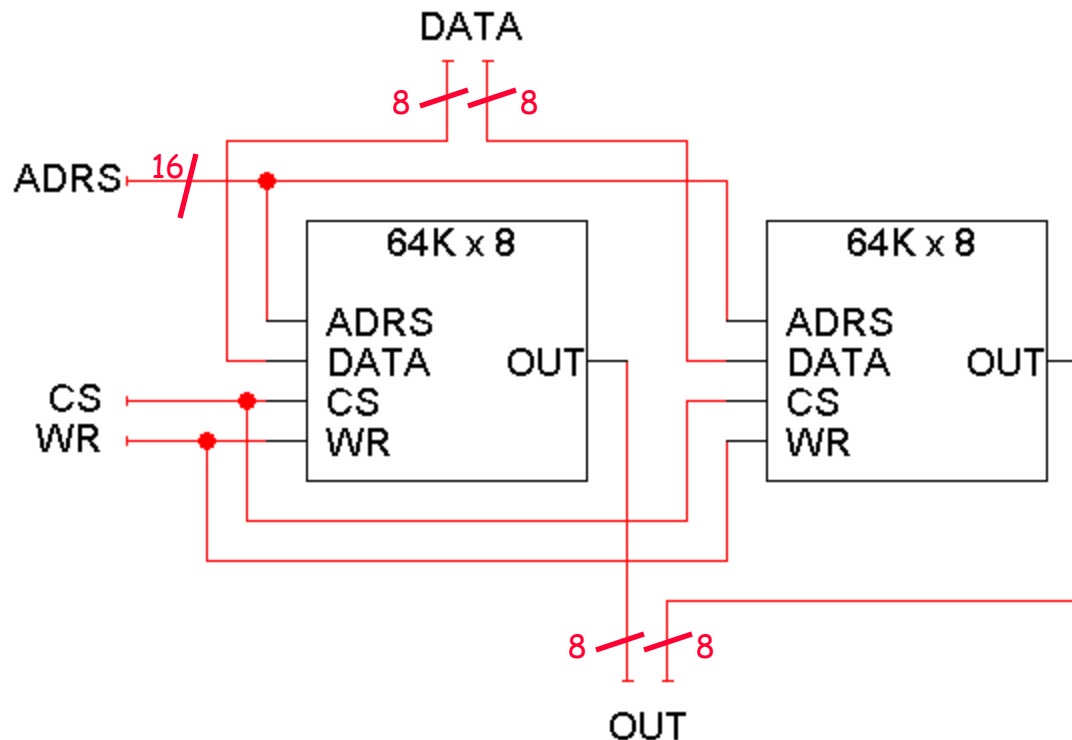 DATA
8 8
16
ADRS
64K x 8 64K x 8
ADRS ADRS
DATA OUT DATA OUT
CS CS CS
WR WR WR
8 8
OUT